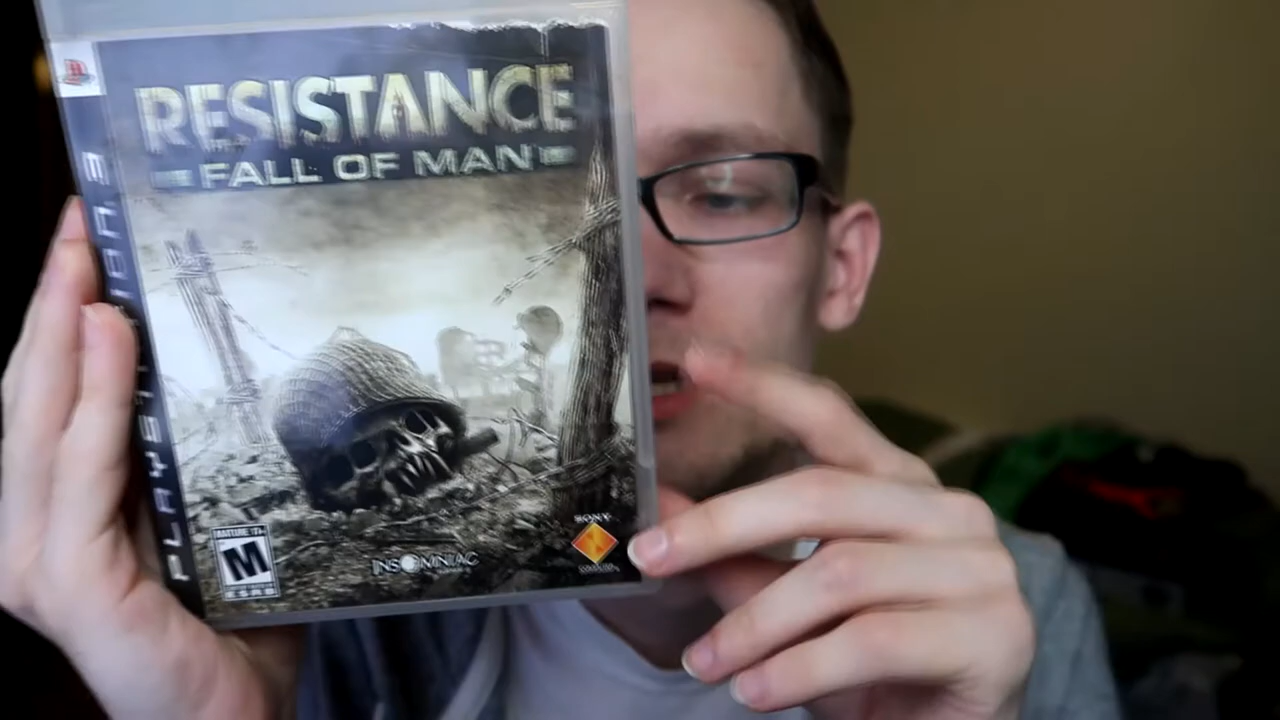 RESISTANCE
FALL OF MAN
PLAYSTATION 3
MATURE 17+
M
ESRB
INSOMNIAC
SONY